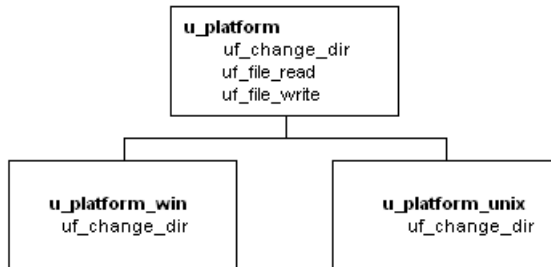 u_platform
uf_change_dir
uf_file_read
uf_file_write
u_platform_win
uf_change_dir
u_platform_unix
uf_change_dir